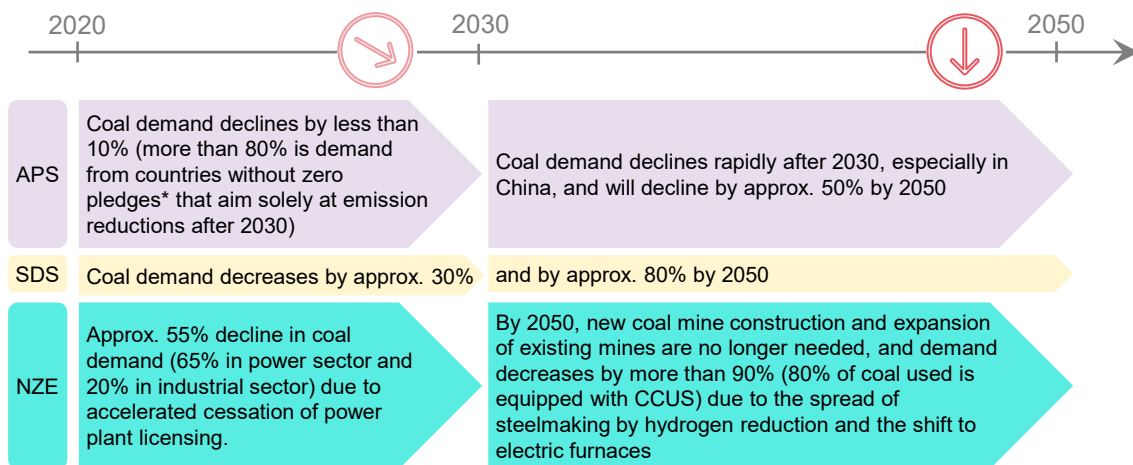 2020
2030
2050
APS
Coal demand declines by less than
10% (more than 80% is demand
from countries without zero
pledges* that aim solely at emission
reductions after 2030)
Coal demand declines rapidly after 2030, especially in
China, and will decline by approx. 50% by 2050
SDS
Coal demand decreases by approx. 30%
and by approx. 80% by 2050
NZE
Approx. 55% decline in coal
demand (65% in power sector and
20% in industrial sector) due to
accelerated cessation of power
plant licensing.
By 2050, new coal mine construction and expansion
of existing mines are no longer needed, and demand
decreases by more than 90% (80% of coal used is
equipped with CCUS) due to the spread of
steelmaking by hydrogen reduction and the shift to
electric furnaces